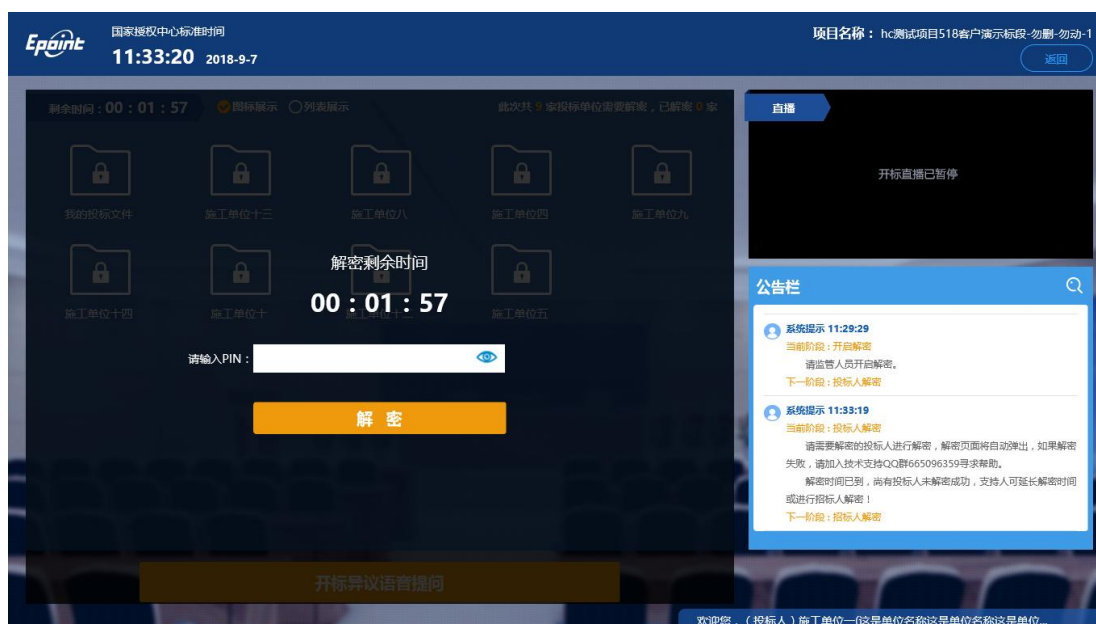 Epoint
国家授权中心标准时间
11:33:20 2018-9-7
项目名称：hc测试项目518客户演示标段-勿删-勿动-1
返回
剩余时间：00：01：57 图标展示 列表展示 此次共 9 家投标单位需要解密，已解密 0 家
我的投标文件 施工单位十三 施工单位八 施工单位四 施工单位九
施工单位十四 施工单位十 施工单位五
解密剩余时间
00：01：57
请输入PIN：
解 密
开标异议语音提问
直播
开标直播已暂停
公告栏
系统提示 11:29:29
当前阶段：开启解密
请监管人员开启解密。
下一阶段：投标人解密
系统提示 11:33:19
当前阶段：投标人解密
请需要解密的投标人进行解密，解密页面将自动弹出，如果解密
失败，请加入技术支持QQ群665096359寻求帮助。
解密时间已到，尚有投标人未解密成功，支持人可延长解密时间
或进行招标人解密！
下一阶段：招标人解密
欢迎您，（投标人）施工单位一(这是单位名称这是单位名称这是单位...